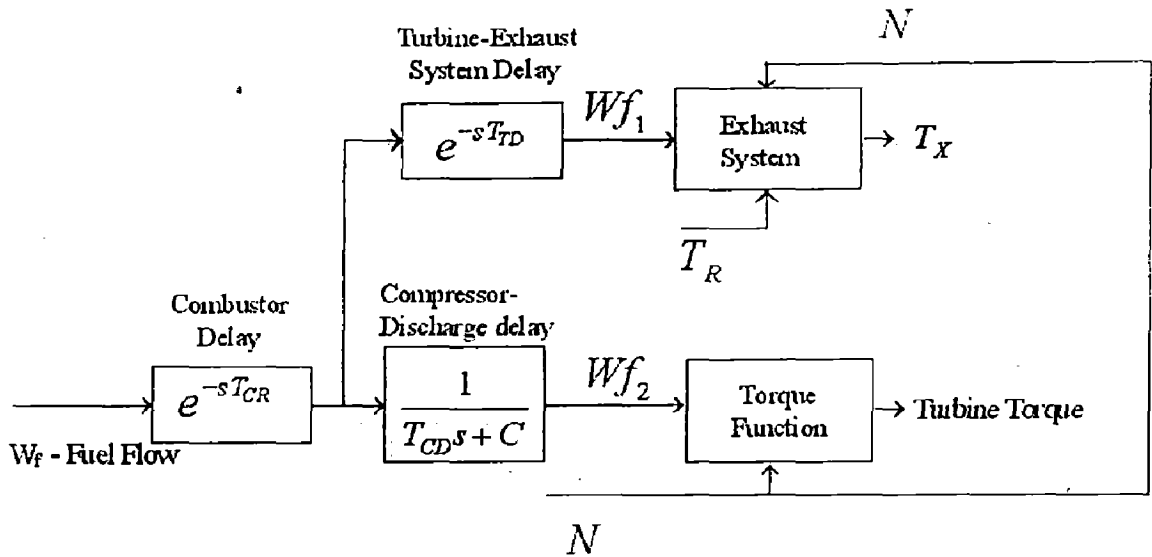 N
Turbine-Exhaust
System Delay
e^{-sT_{TD}}
Wf_1
Exhaust
System
T_X
T_R
Combustor
Delay
Compressor-
Discharge delay
e^{-sT_{CR}}
1
T_{CD}s + C
Wf_2
Torque
Function
Turbine Torque
W_f - Fuel Flow
N